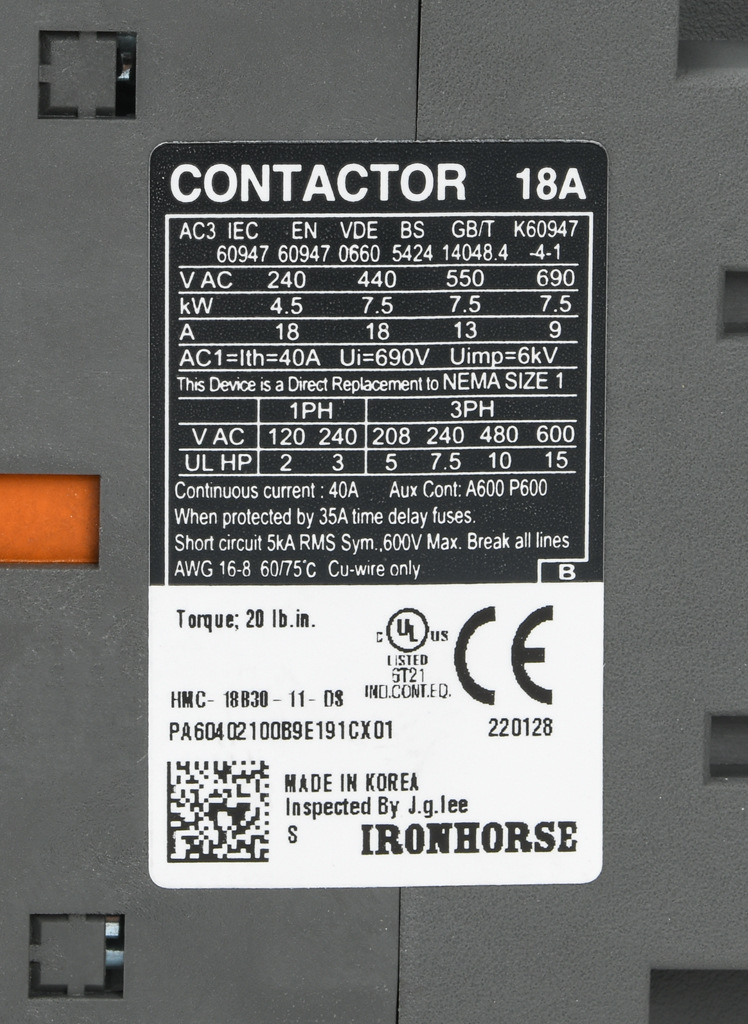 CONTACTOR 18A
AC3 IEC EN VDE BS GB/T K60947
60947 60947 0660 5424 14048.4 -4-1
V AC 240 440 550 690
kW 4.5 7.5 7.5 7.5
A 18 18 13 9
AC1=Ith=40A Ui=690V Uimp=6kV
This Device is a Direct Replacement to NEMA SIZE 1
1PH 3PH
V AC 120 240 208 240 480 600
UL HP 2 3 5 7.5 10 15
Continuous current : 40A Aux Cont: A600 P600
When protected by 35A time delay fuses.
Short circuit 5kA RMS Sym.,600V Max. Break all lines
AWG 16-8 60/75°C Cu-wire only
B
Torque; 20 lb.in.
C UL US CE
LISTED
6T21
IND.CONT.EQ.
HMC- 18B30 - 11- DS
PA60402100B9E191CX01 220128
MADE IN KOREA
Inspected By J.g.lee
S IRONHORSE